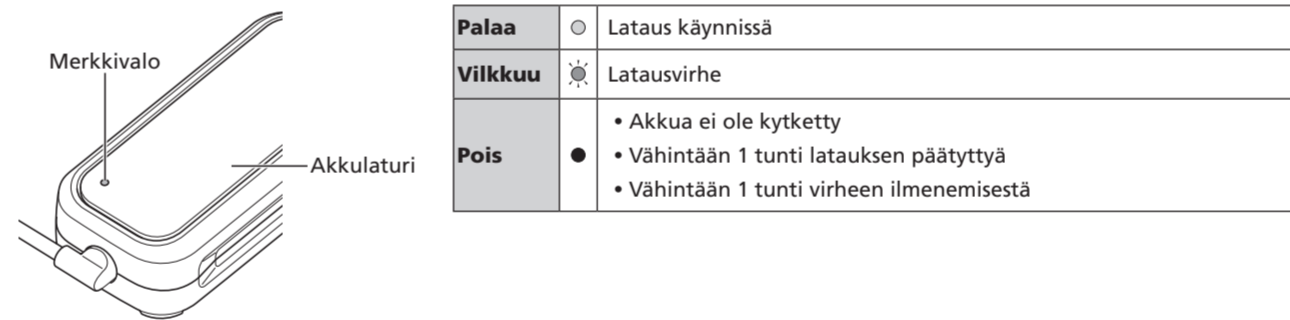 Merkkivalo
Akkulaturi
Palaa Lataus käynnissä
Vilkkuu Latausvirhe
Pois
• Akkua ei ole kytketty
• Vähintään 1 tunti latauksen päätyttyä
• Vähintään 1 tunti virheen ilmenemisestä